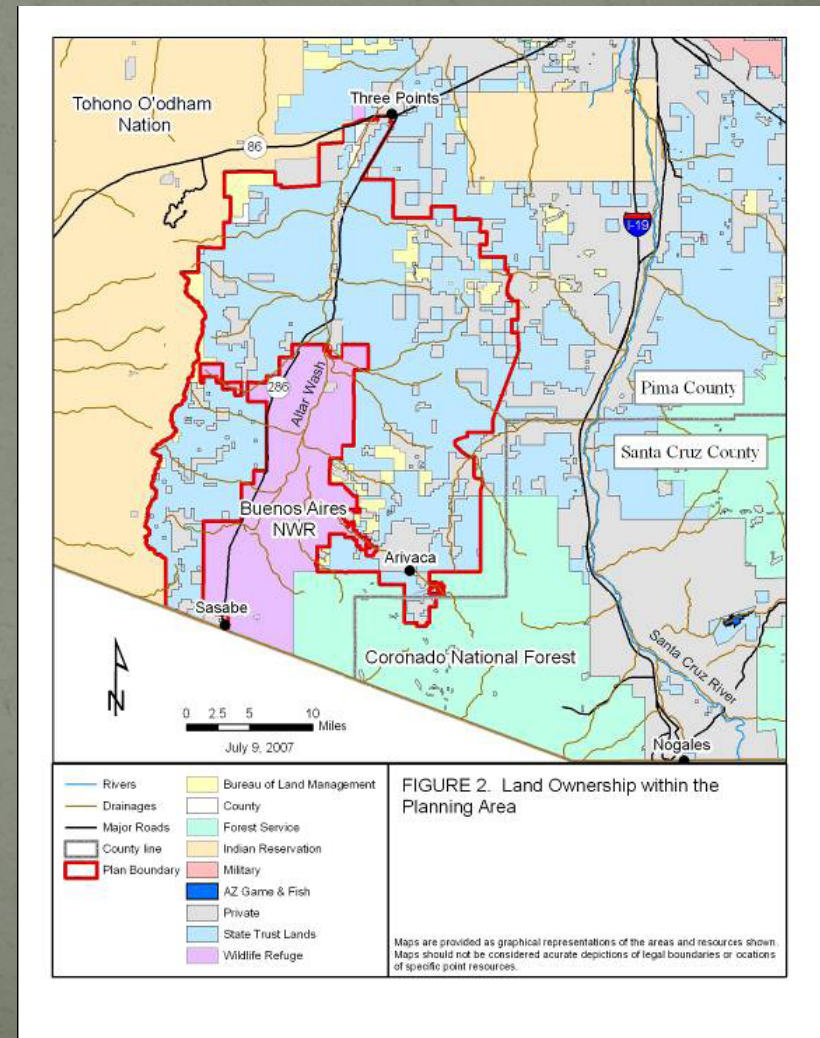 Tohono O'odham
Nation
Three Points
86
I-19
286
Altar Wash
Pima County
Santa Cruz County
Buenos Aires
NWR
Arivaca
Sasabe
Coronado National Forest
Santa Cruz River
Nogales
N
0 2.5 5 10
Miles
July 9, 2007
Rivers
Drainages
Major Roads
County line
Plan Boundary
Bureau of Land Management
County
Forest Service
Indian Reservation
Military
AZ Game & Fish
Private
State Trust Lands
Wildlife Refuge
FIGURE 2. Land Ownership within the
Planning Area
Maps are provided as graphical representations of the areas and resources shown.
Maps should not be considered acurate depictions of legal boundaries or ocations
of specific point resources.